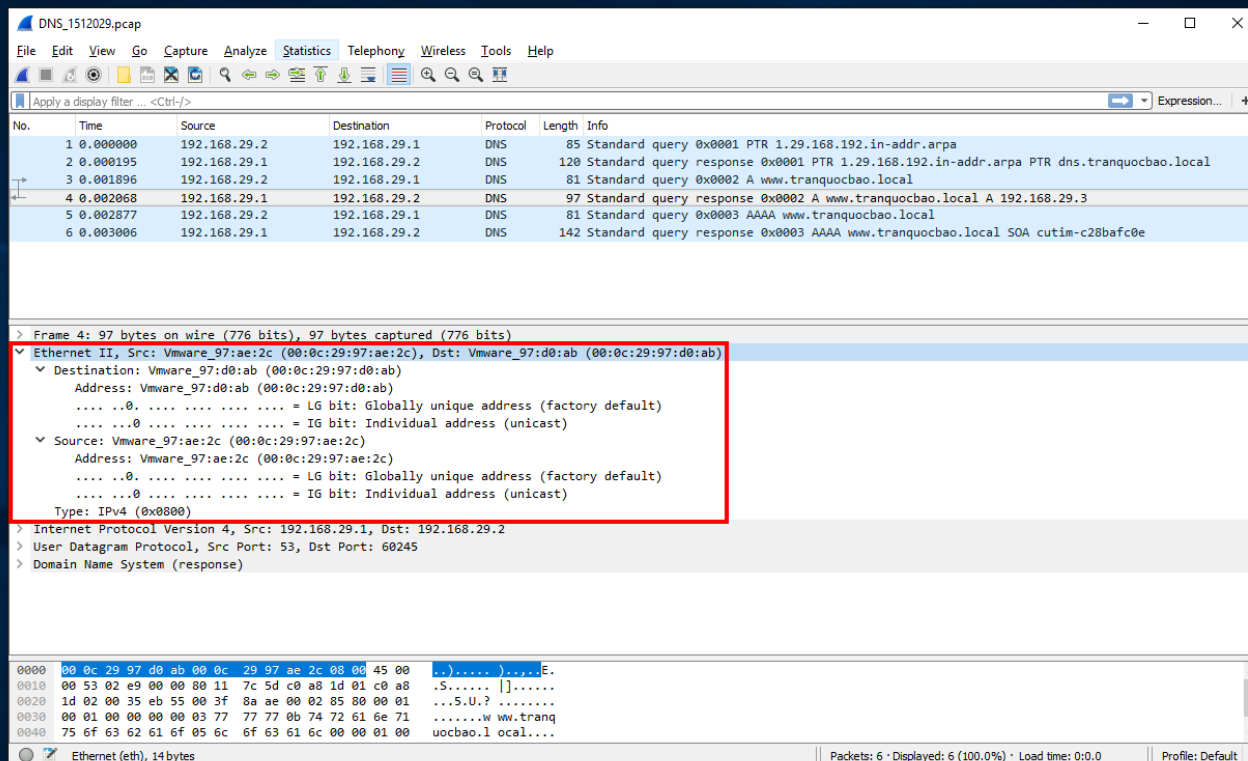 DNS_1512029.pcap
File Edit View Go Capture Analyze Statistics Telephony Wireless Tools Help
Apply a display filter ... <Ctrl-/> Expression... +
No. Time Source Destination Protocol Length Info
1 0.000000 192.168.29.2 192.168.29.1 DNS 85 Standard query 0x0001 PTR 1.29.168.192.in-addr.arpa
2 0.000195 192.168.29.1 192.168.29.2 DNS 120 Standard query response 0x0001 PTR 1.29.168.192.in-addr.arpa PTR dns.tranquocbao.local
3 0.001896 192.168.29.2 192.168.29.1 DNS 81 Standard query 0x0002 A www.tranquocbao.local
4 0.002068 192.168.29.1 192.168.29.2 DNS 97 Standard query response 0x0002 A www.tranquocbao.local A 192.168.29.3
5 0.002877 192.168.29.2 192.168.29.1 DNS 81 Standard query 0x0003 AAAA www.tranquocbao.local
6 0.003006 192.168.29.1 192.168.29.2 DNS 142 Standard query response 0x0003 AAAA www.tranquocbao.local SOA cutim-c28bafc0e
Frame 4: 97 bytes on wire (776 bits), 97 bytes captured (776 bits)
Ethernet II, Src: Vmware_97:ae:2c (00:0c:29:97:ae:2c), Dst: Vmware_97:d0:ab (00:0c:29:97:d0:ab)
Destination: Vmware_97:d0:ab (00:0c:29:97:d0:ab)
Address: Vmware_97:d0:ab (00:0c:29:97:d0:ab)
.... ..0. .... .... .... .... = LG bit: Globally unique address (factory default)
.... ...0 .... .... .... .... = IG bit: Individual address (unicast)
Source: Vmware_97:ae:2c (00:0c:29:97:ae:2c)
Address: Vmware_97:ae:2c (00:0c:29:97:ae:2c)
.... ..0. .... .... .... .... = LG bit: Globally unique address (factory default)
.... ...0 .... .... .... .... = IG bit: Individual address (unicast)
Type: IPv4 (0x0800)
Internet Protocol Version 4, Src: 192.168.29.1, Dst: 192.168.29.2
User Datagram Protocol, Src Port: 53, Dst Port: 60245
Domain Name System (response)
0000 00 0c 29 97 d0 ab 00 0c 29 97 ae 2c 08 00 45 00 ..)..... )..,..E.
0010 00 53 02 e9 00 00 80 11 7c 5d c0 a8 1d 01 c0 a8 .S...... |]......
0020 1d 02 00 35 eb 55 00 3f 8a ae 00 02 85 80 00 01 ...5.U.? ........
0030 00 01 00 00 00 00 03 77 77 77 0b 74 72 61 6e 71 .......w ww.tranq
0040 75 6f 63 62 61 6f 05 6c 6f 63 61 6c 00 00 01 00 uocbao.l ocal....
Ethernet (eth), 14 bytes Packets: 6 · Displayed: 6 (100.0%) · Load time: 0:0.0 Profile: Default